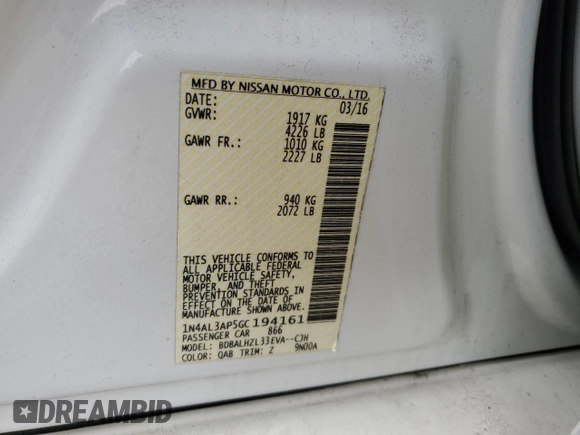 MFD BY NISSAN MOTOR CO., LTD.
DATE: 03/16
GVWR: 1917 KG
4226 LB
GAWR FR.: 1010 KG
2227 LB
GAWR RR.: 940 KG
2072 LB
THIS VEHICLE CONFORMS TO
ALL APPLICABLE FEDERAL
MOTOR VEHICLE SAFETY,
BUMPER, AND THEFT
PREVENTION STANDARDS IN
EFFECT ON THE DATE OF
MANUFACTURE SHOWN ABOVE.
1N4AL3AP5GC194161
PASSENGER CAR 866
MODEL: BDBALHZL33EVA--CJH
COLOR: QAB TRIM: Z 9N00A
DREAMBID